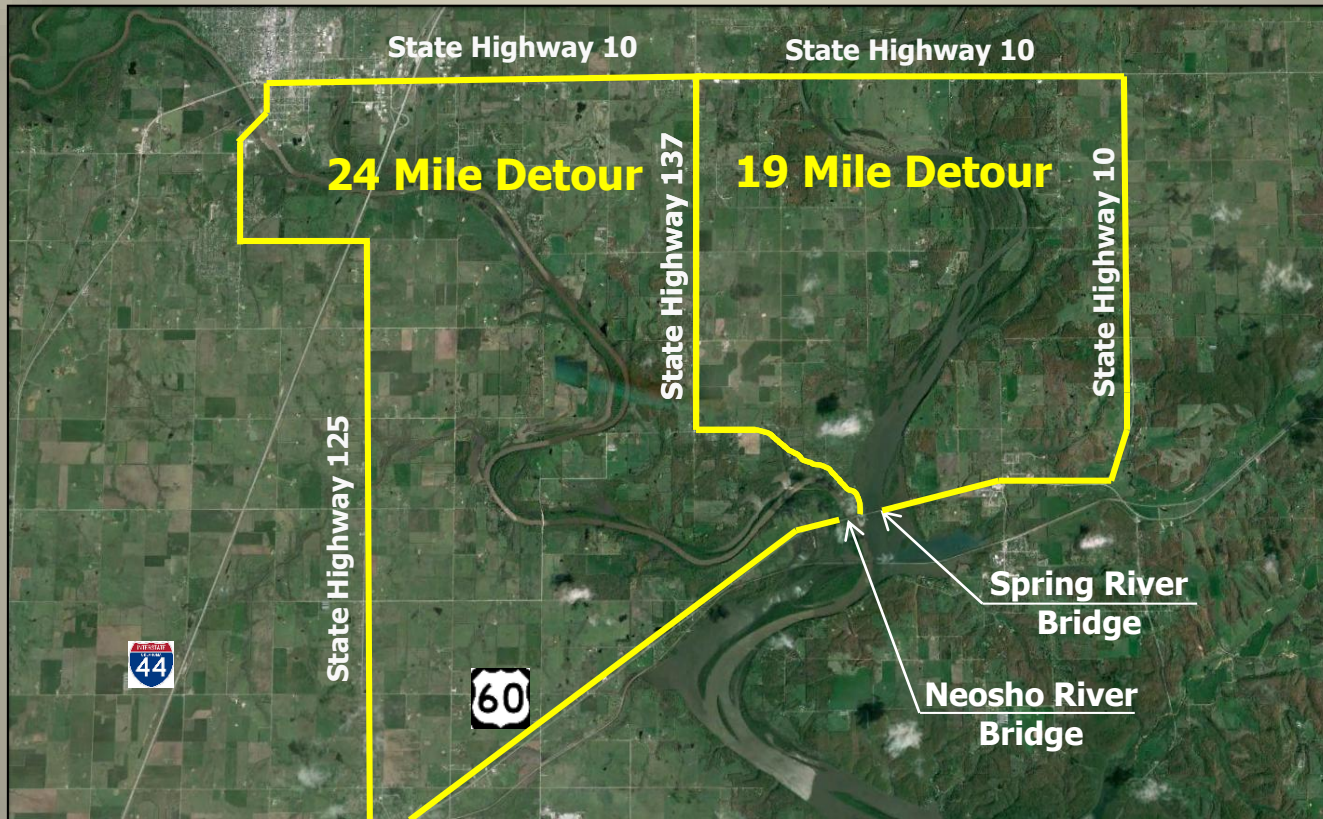 State Highway 10
State Highway 10
24 Mile Detour
19 Mile Detour
State Highway 137
State Highway 10
State Highway 125
Spring River
Bridge
Neosho River
Bridge
INTERSTATE
44
60